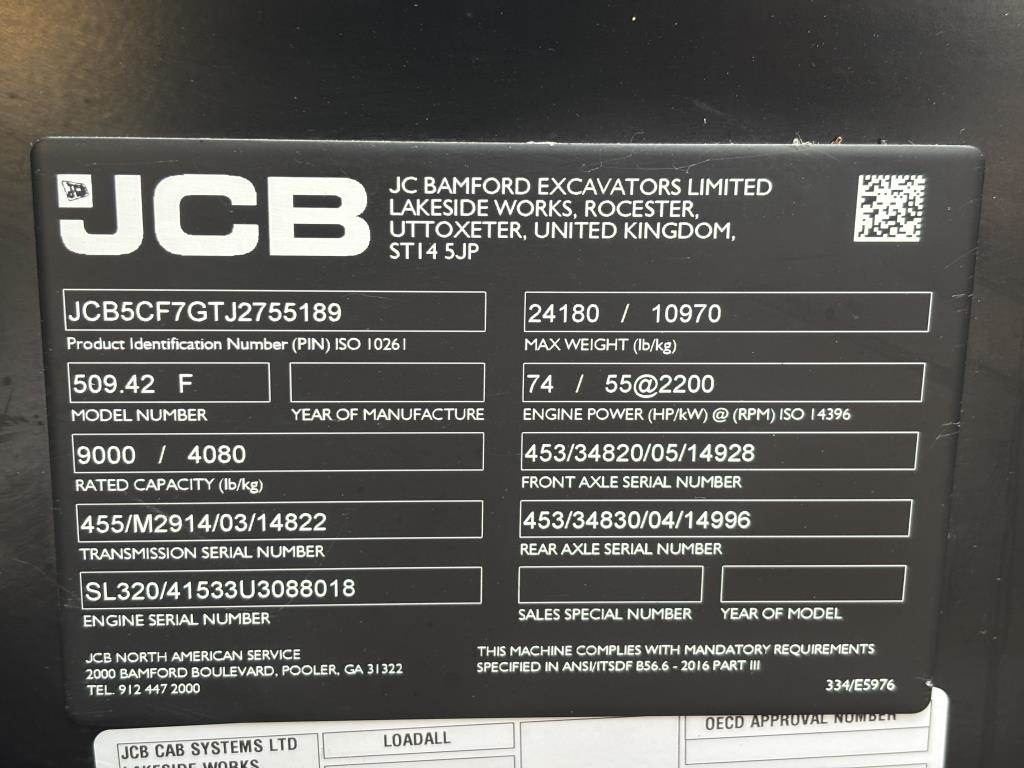 JCB
JC BAMFORD EXCAVATORS LIMITED
LAKESIDE WORKS, ROCESTER,
UTTOXETER, UNITED KINGDOM,
ST14 5JP
JCB5CF7GTJ2755189
Product Identification Number (PIN) ISO 10261
24180 / 10970
MAX WEIGHT (lb/kg)
509.42 F
MODEL NUMBER
YEAR OF MANUFACTURE
74 / 55@2200
ENGINE POWER (HP/kW) @ (RPM) ISO 14396
9000 / 4080
RATED CAPACITY (lb/kg)
453/34820/05/14928
FRONT AXLE SERIAL NUMBER
455/M2914/03/14822
TRANSMISSION SERIAL NUMBER
453/34830/04/14996
REAR AXLE SERIAL NUMBER
SL320/41533U3088018
ENGINE SERIAL NUMBER
SALES SPECIAL NUMBER
YEAR OF MODEL
JCB NORTH AMERICAN SERVICE
2000 BAMFORD BOULEVARD, POOLER, GA 31322
TEL. 912 447 2000
THIS MACHINE COMPLIES WITH MANDATORY REQUIREMENTS
SPECIFIED IN ANSI/ITSDF B56.6 - 2016 PART III
334/E5976
JCB CAB SYSTEMS LTD
LAKESIDE WORKS
LOADALL
OECD APPROVAL NUMBER